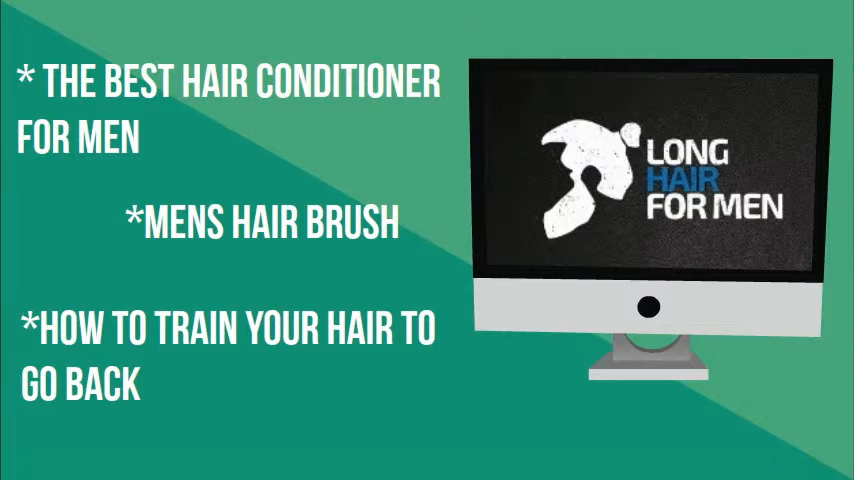 * THE BEST HAIR CONDITIONER
FOR MEN
*MENS HAIR BRUSH
*HOW TO TRAIN YOUR HAIR TO
GO BACK
LONG
HAIR
FOR MEN